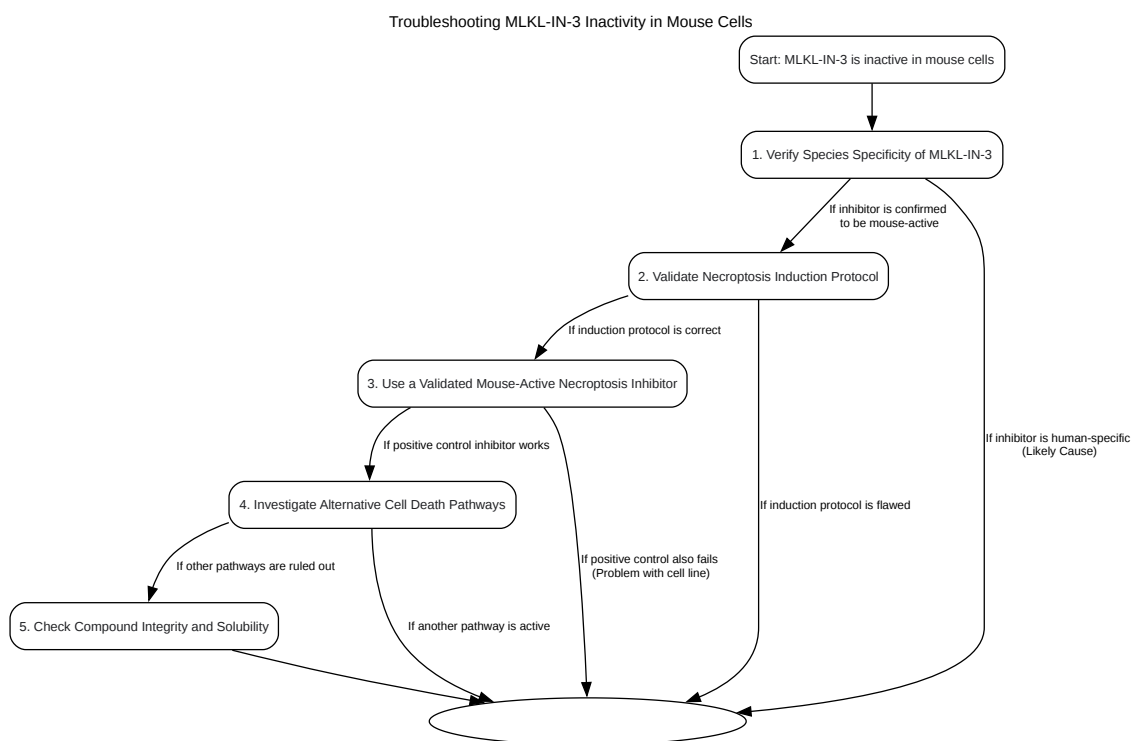 Troubleshooting MLKL-IN-3 Inactivity in Mouse Cells
Start: MLKL-IN-3 is inactive in mouse cells
1. Verify Species Specificity of MLKL-IN-3
If inhibitor is confirmed
to be mouse-active
2. Validate Necroptosis Induction Protocol
If induction protocol is correct
3. Use a Validated Mouse-Active Necroptosis Inhibitor
If positive control inhibitor works
If inhibitor is human-specific
(Likely Cause)
4. Investigate Alternative Cell Death Pathways
If induction protocol is flawed
If other pathways are ruled out
If positive control also fails
(Problem with cell line)
5. Check Compound Integrity and Solubility
If another pathway is active